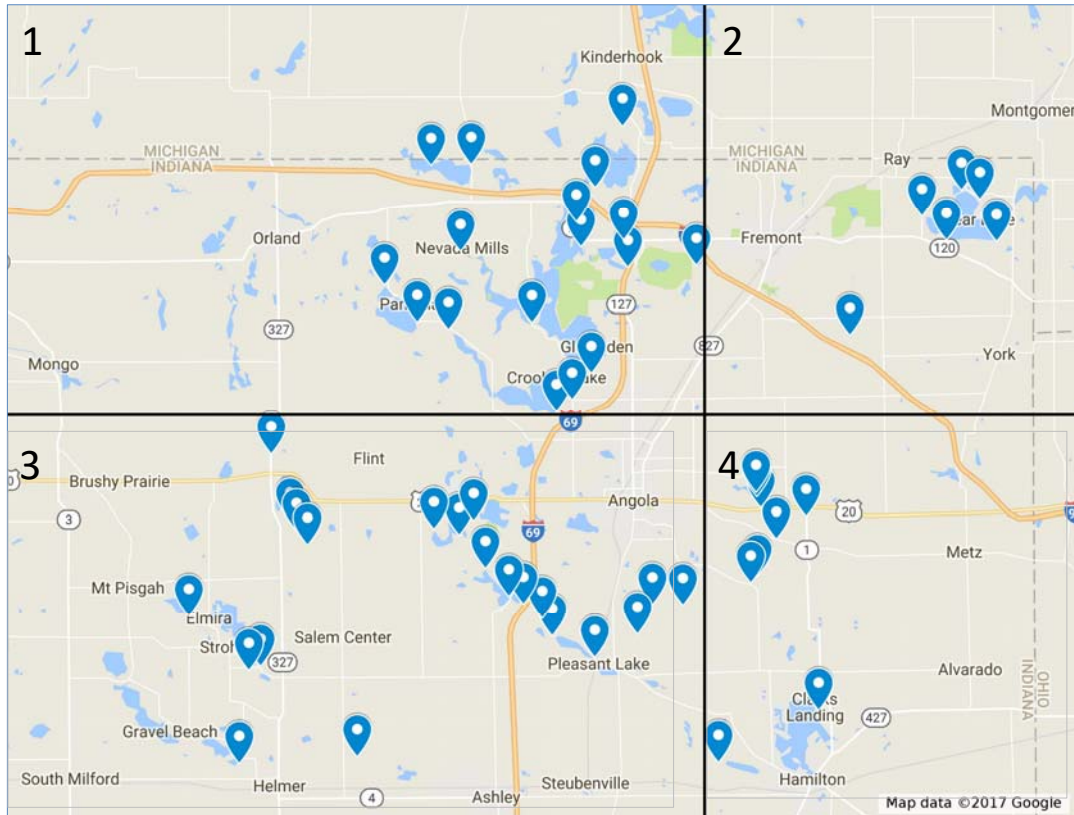 1
2
Kinderhook
Montgomer
MICHIGAN
INDIANA
MICHIGAN
INDIANA
Ray
Orland
Nevada Mills
Fremont
120
127
327
827
York
Mongo
69
3
4
Flint
Brushy Prairie
Angola
20
3
69
1
Metz
Mt Pisgah
Elmira
Salem Center
327
Pleasant Lake
Alvarado
OHIO
INDIANA
Landing
427
Gravel Beach
South Milford
Helmer
Steubenville
Hamilton
4
Ashley
Map data ©2017 Google